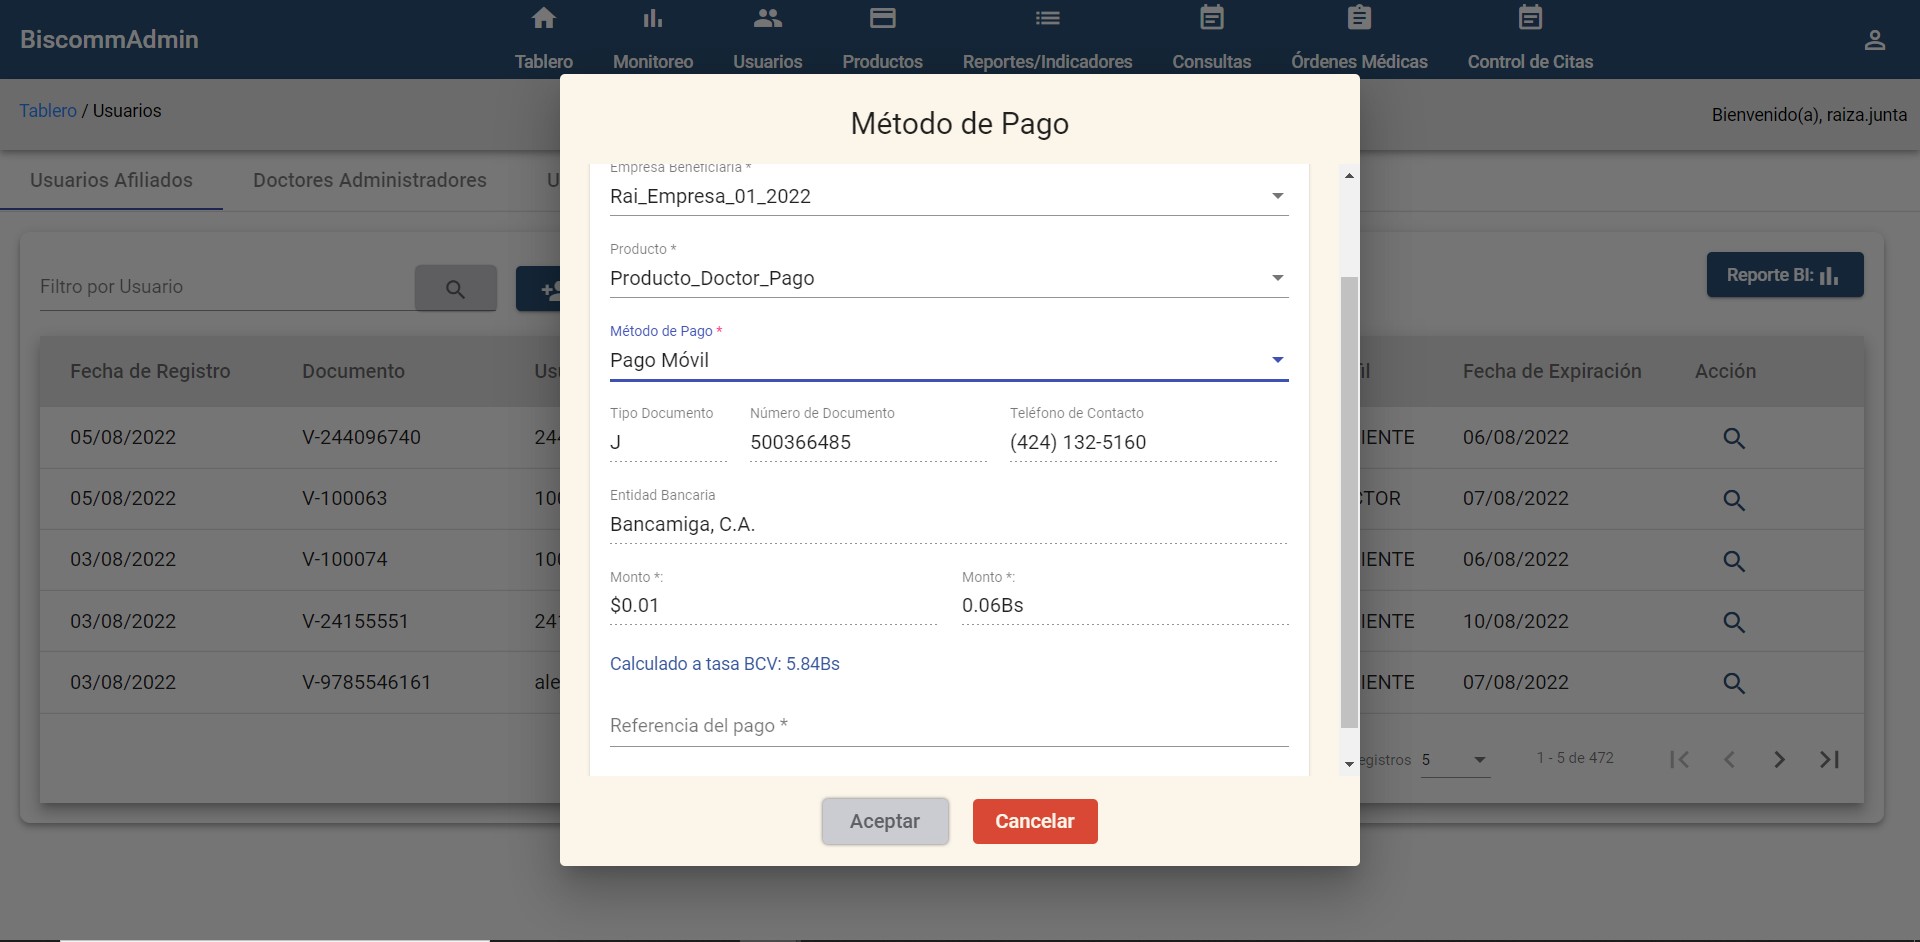 BiscommAdmin
Tablero
Monitoreo
Usuarios
Productos
Reportes/Indicadores
Consultas
Órdenes Médicas
Control de Citas
Tablero / Usuarios
Bienvenido(a), raiza.junta
Usuarios Afiliados
Doctores Administradores
U
Filtro por Usuario
Reporte BI:
Fecha de Registro Documento Usu il Fecha de Expiración Acción
05/08/2022 V-244096740 244 IENTE 06/08/2022
05/08/2022 V-100063 100 CTOR 07/08/2022
03/08/2022 V-100074 100 IENTE 06/08/2022
03/08/2022 V-24155551 241 IENTE 10/08/2022
03/08/2022 V-9785546161 ale IENTE 07/08/2022
egistros 5 1 - 5 de 472
Método de Pago
Empresa Beneficiaria *
Rai_Empresa_01_2022
Producto *
Producto_Doctor_Pago
Método de Pago *
Pago Móvil
Tipo Documento Número de Documento Teléfono de Contacto
J 500366485 (424) 132-5160
Entidad Bancaria
Bancamiga, C.A.
Monto *: Monto *:
$0.01 0.06Bs
Calculado a tasa BCV: 5.84Bs
Referencia del pago *
Aceptar Cancelar